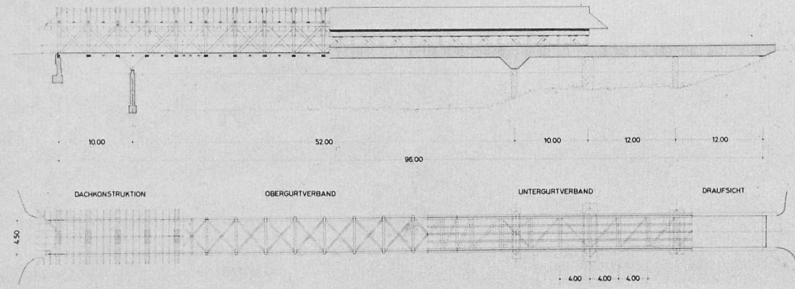 10.00 52.00 10.00 12.00 12.00
96.00
DACHKONSTRUKTION OBERGURTVERBAND UNTERGURTVERBAND DRAUFSICHT
4.50
4.00 4.00 4.00